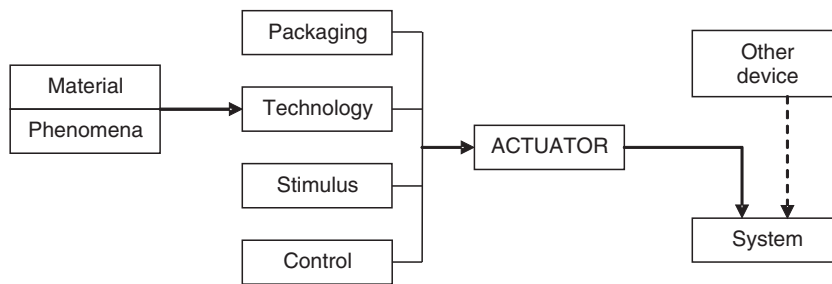 Packaging
Other
device
Material
Phenomena
Technology
ACTUATOR
Stimulus
System
Control